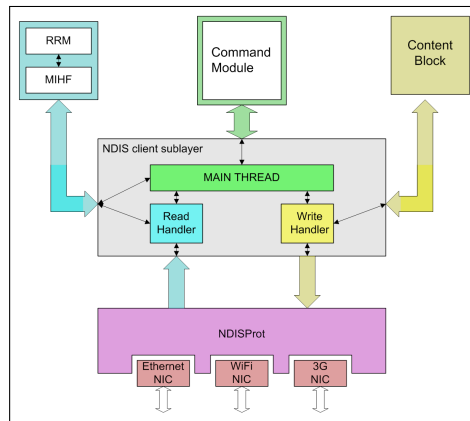 RRM
MIHF
Command
Module
Content
Block
NDIS client sublayer
MAIN THREAD
Read
Handler
Write
Handler
NDISProt
Ethernet
NIC
WiFi
NIC
3G
NIC